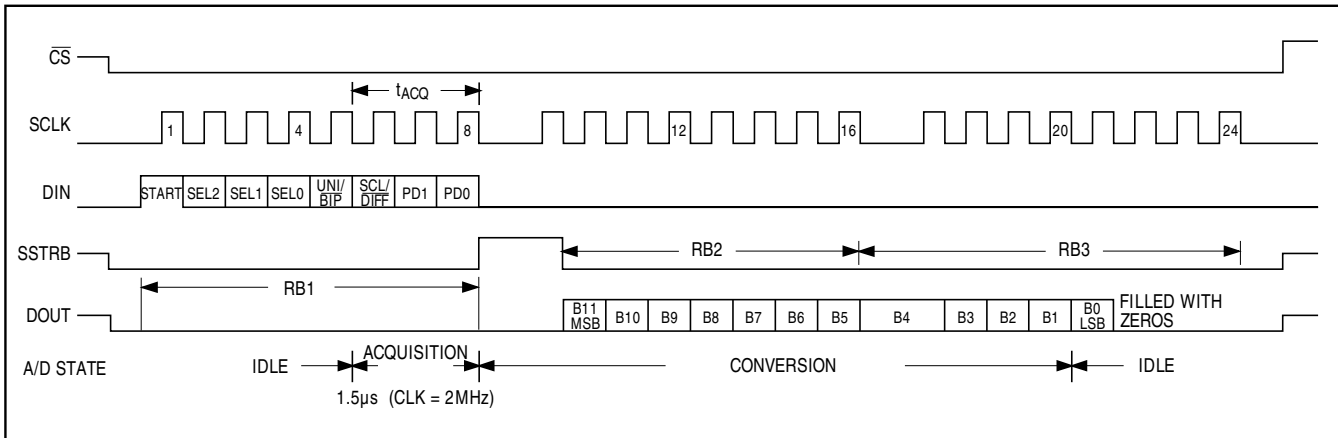 CS
tACQ
SCLK
1 4 8 12 16 20 24
DIN
START SEL2 SEL1 SEL0 UNI/ BIP SCL/ DIFF PD1 PD0
SSTRB
RB2 RB3
RB1
DOUT
B11 MSB B10 B9 B8 B7 B6 B5 B4 B3 B2 B1 B0 LSB
FILLED WITH
ZEROS
A/D STATE
IDLE ACQUISITION CONVERSION IDLE
1.5µs (CLK = 2MHz)